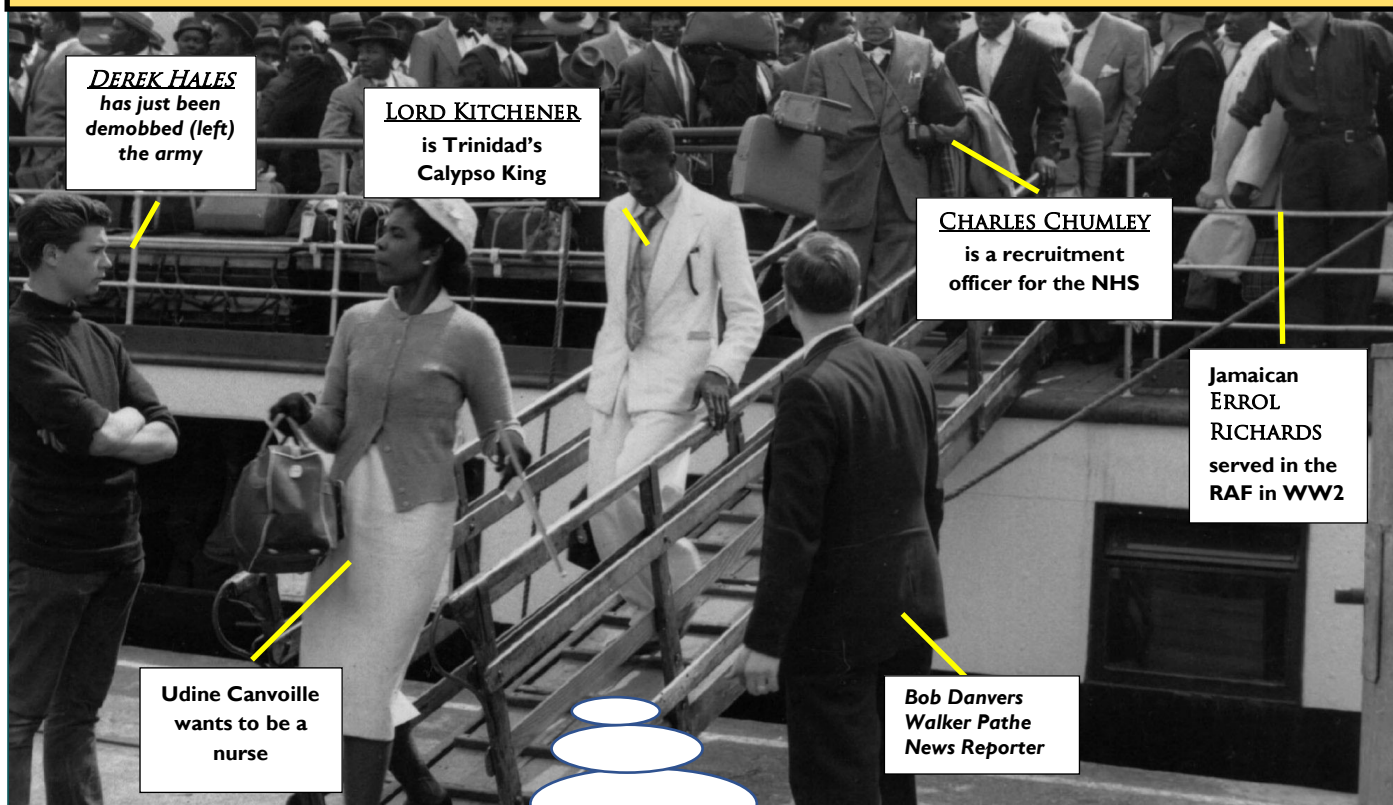 DEREK HALES
has just been
demobbed (left)
the army
LORD KITCHENER
is Trinidad's
Calypso King
CHARLES CHUMLEY
is a recruitment
officer for the NHS
Jamaican
ERROL
RICHARDS
served in the
RAF in WW2
Udine Canvoille
wants to be a
nurse
Bob Danvers
Walker Pathe
News Reporter